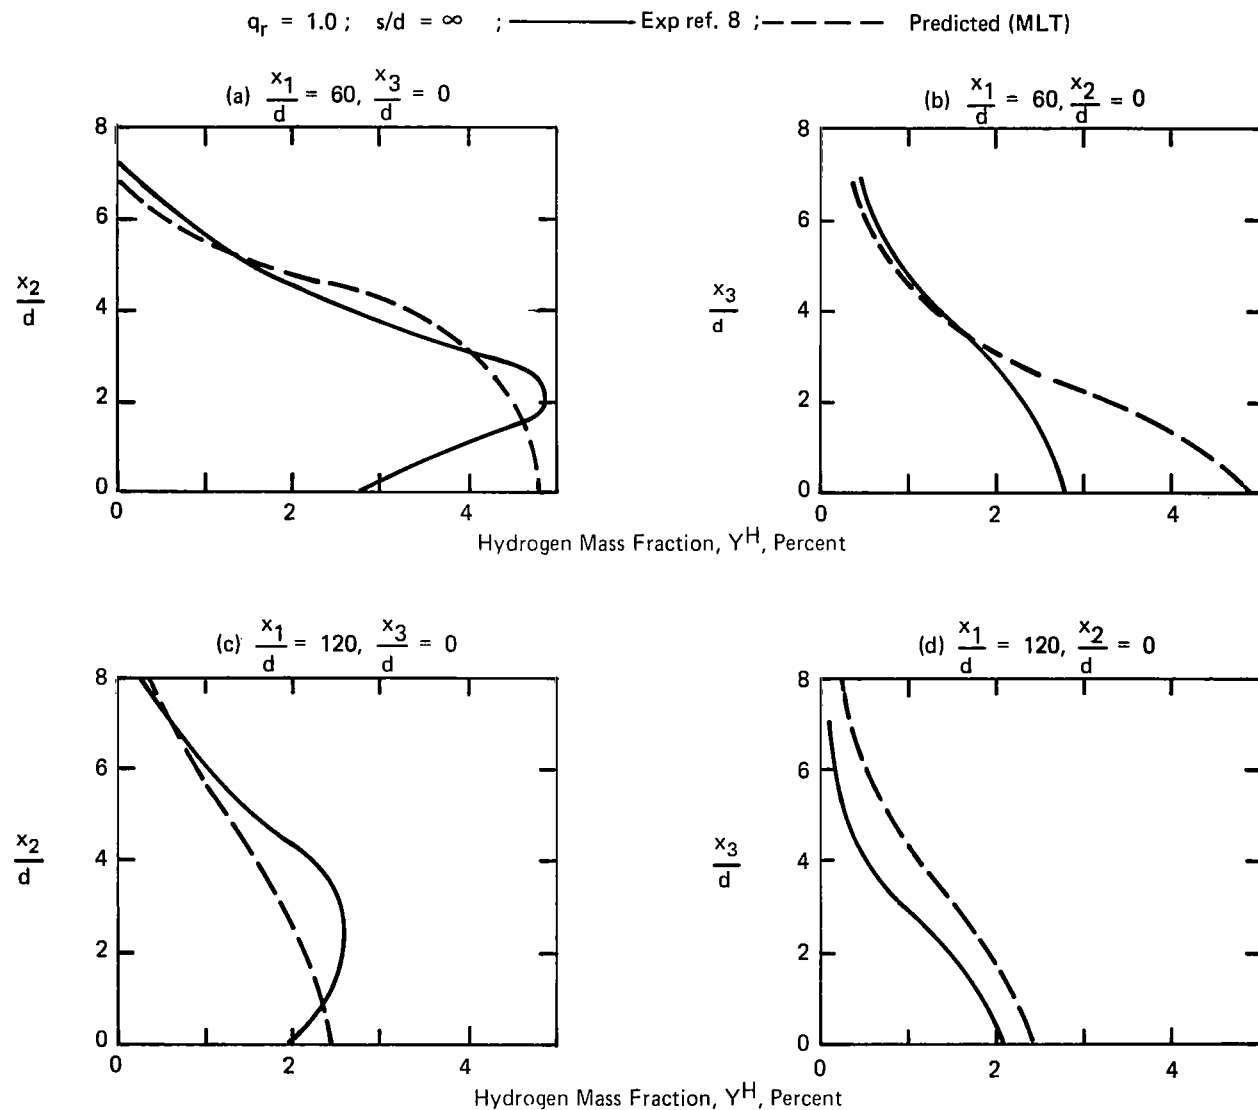 qr = 1.0 ; s/d = ∞ ; Exp ref. 8 ; Predicted (MLT)
(a) x1/d = 60, x3/d = 0
(b) x1/d = 60, x2/d = 0
8
6
4
2
0
x2/d
0 2 4
8
6
4
2
0
x3/d
0 2 4
Hydrogen Mass Fraction, Y^H, Percent
(c) x1/d = 120, x3/d = 0
(d) x1/d = 120, x2/d = 0
8
6
4
2
0
x2/d
0 2 4
8
6
4
2
0
x3/d
0 2 4
Hydrogen Mass Fraction, Y^H, Percent